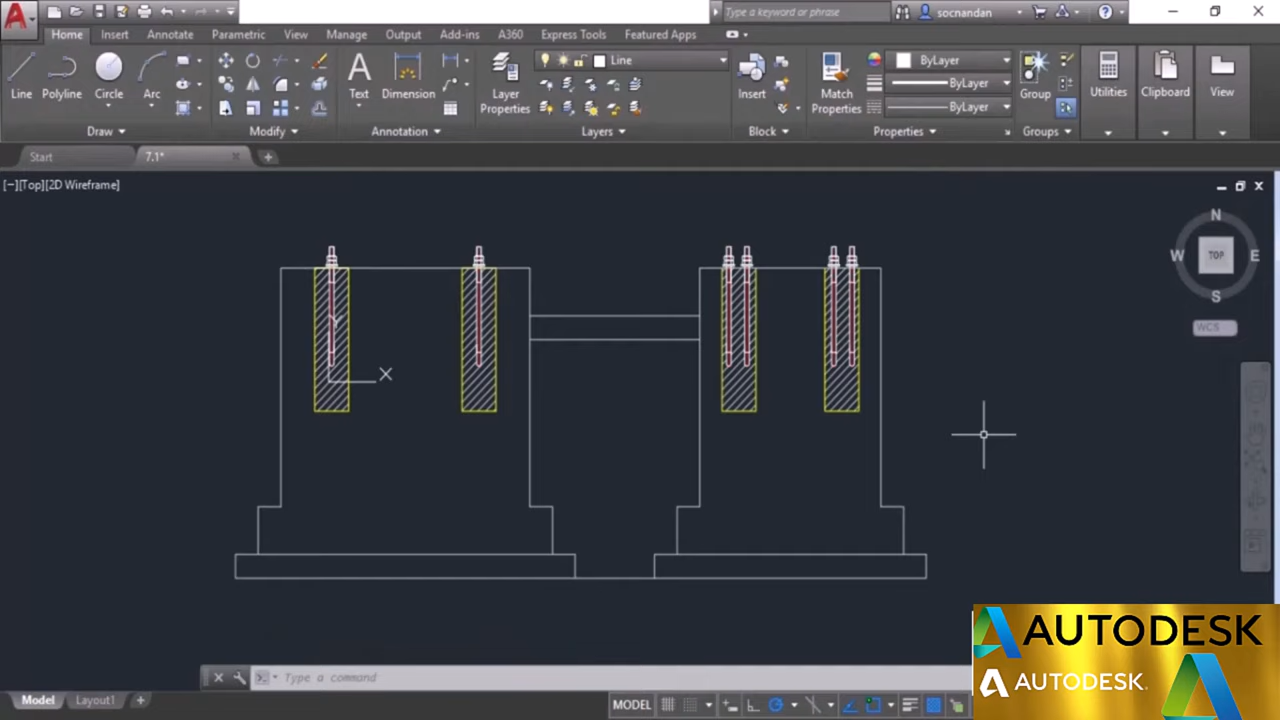 Type a keyword or phrase
socnandan
Home Insert Annotate Parametric View Manage Output Add-ins A360 Express Tools Featured Apps
Line Polyline Circle Arc
Text Dimension
Layer Properties
Line
Insert
Match Properties
ByLayer
ByLayer
ByLayer
Group
Utilities
Clipboard
View
Draw Modify Annotation Layers Block Properties Groups
Start 7.1*
[−][Top][2D Wireframe]
N
W TOP E
S
WCS
Y
X
Type a command
Model Layout1
MODEL
AUTODESK
AUTODESK.